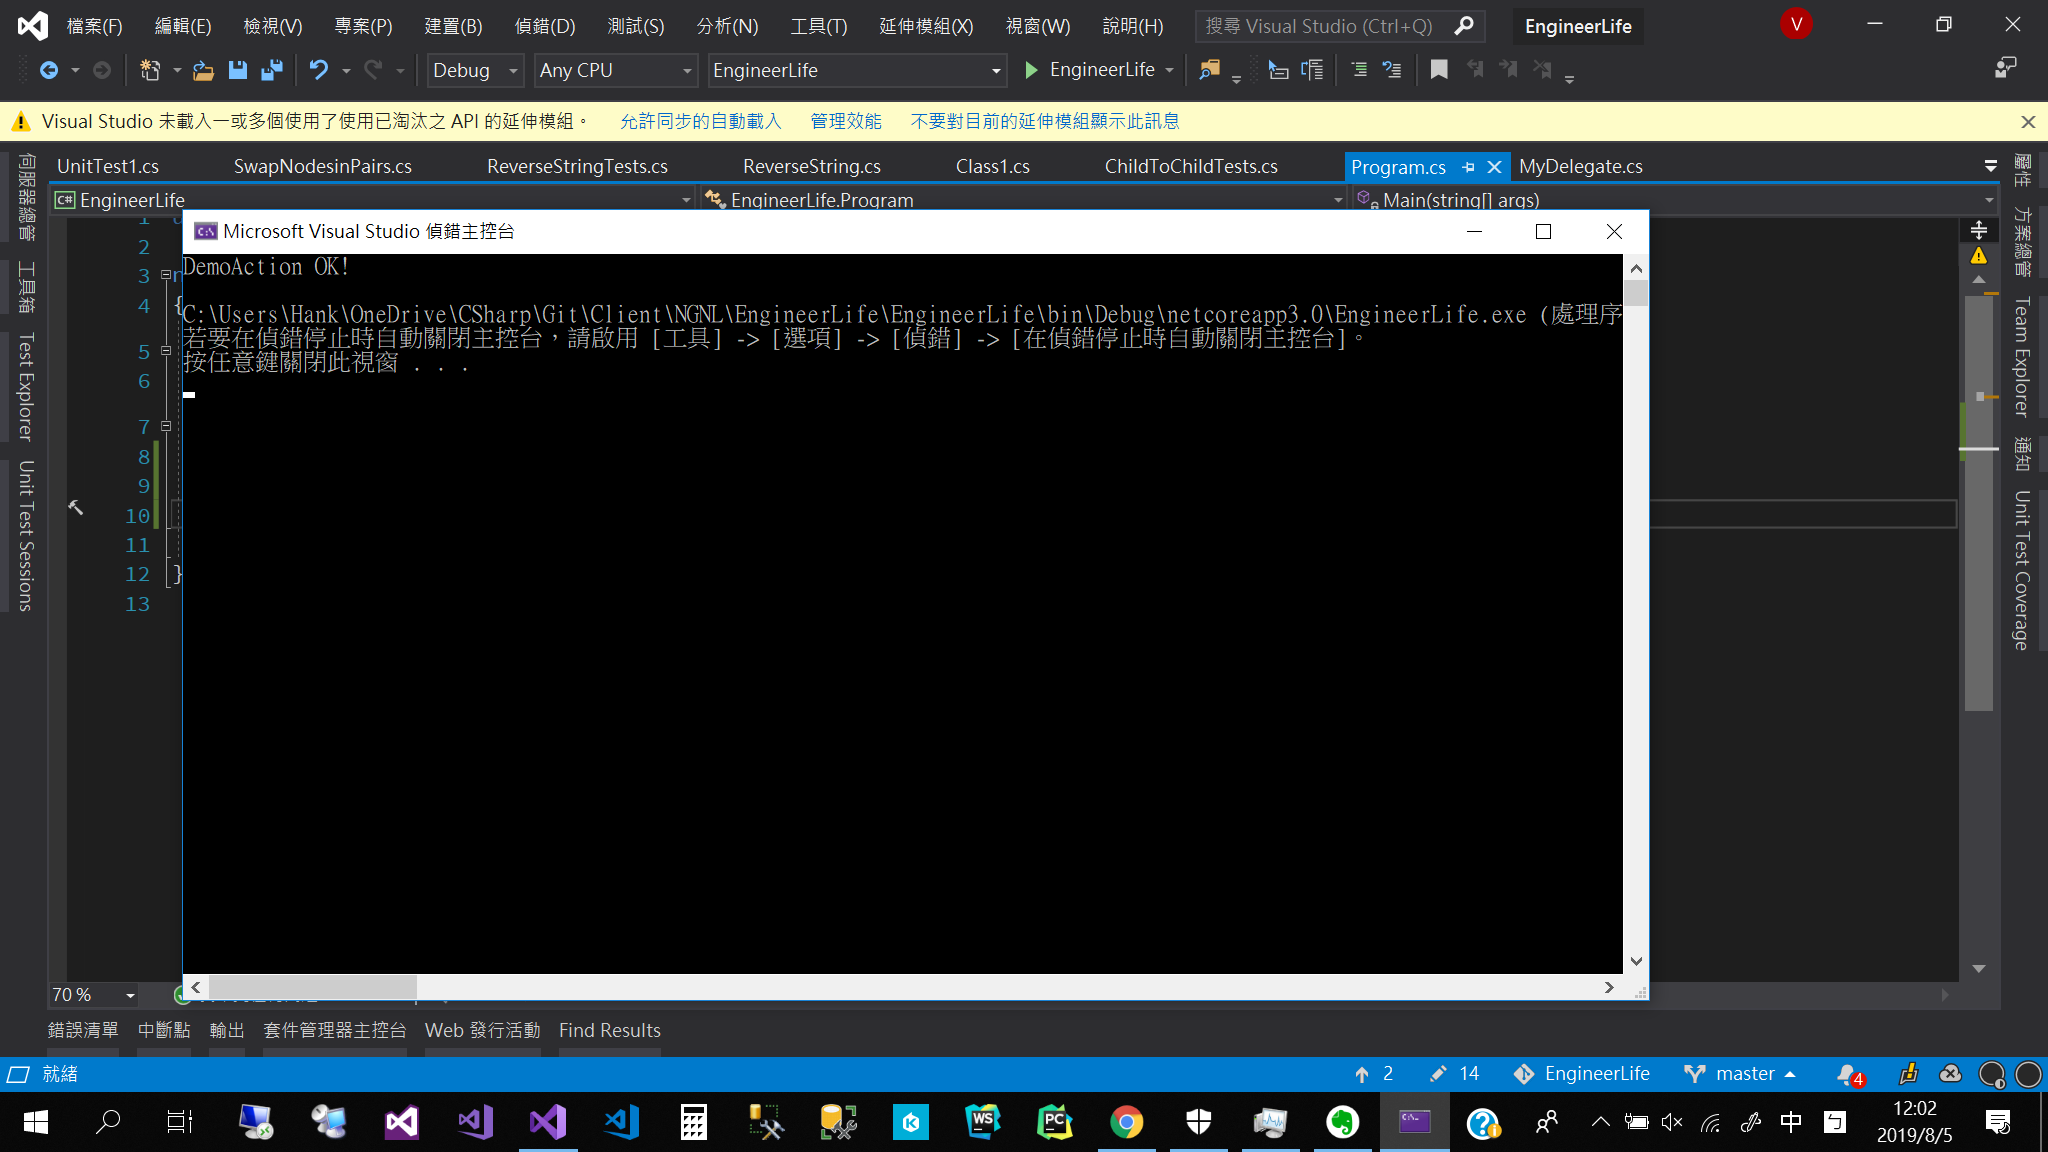 檔案(F) 編輯(E) 檢視(V) 專案(P) 建置(B) 偵錯(D) 測試(S) 分析(N) 工具(T) 延伸模組(X) 視窗(W) 說明(H) 搜尋 Visual Studio (Ctrl+Q) EngineerLife V
Debug Any CPU EngineerLife EngineerLife
Visual Studio 未載入一或多個使用了使用已淘汰之 API 的延伸模組。 允許同步的自動載入 管理效能 不要對目前的延伸模組顯示此訊息
UnitTest1.cs SwapNodesinPairs.cs ReverseStringTests.cs ReverseString.cs Class1.cs ChildToChildTests.cs Program.cs MyDelegate.cs
C# EngineerLife EngineerLife.Program Main(string[] args)
伺服器總管
工具箱
Test Explorer
Unit Test Sessions
1
2
3
4 {
5
6
7
8
9
10
11
12 }
13
Microsoft Visual Studio 偵錯主控台
DemoAction OK!
C:\Users\Hank\OneDrive\CSharp\Git\Client\NGNL\EngineerLife\EngineerLife\bin\Debug\netcoreapp3.0\EngineerLife.exe (處理序
若要在偵錯停止時自動關閉主控台，請啟用 [工具] -> [選項] -> [偵錯] -> [在偵錯停止時自動關閉主控台]。
按任意鍵關閉此視窗 . . .
屬性
方案總管
Team Explorer
通知
Unit Test Coverage
70 %
錯誤清單 中斷點 輸出 套件管理器主控台 Web 發行活動 Find Results
就緒 2 14 EngineerLife master 4
WS PC 中 ㄅ 12:02
2019/8/5